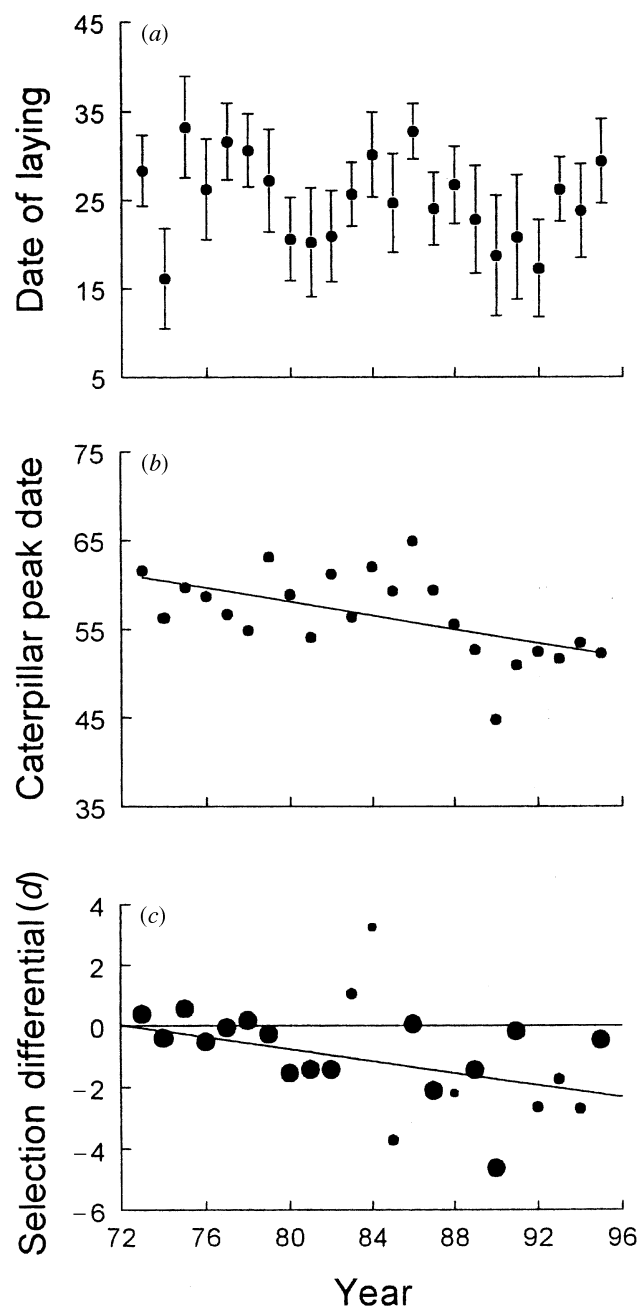 45
(a)
35
25
15
5
Date of laying
75
(b)
65
55
45
35
Caterpillar peak date
4
(c)
2
0
−2
−4
−6
Selection differential (d)
72 76 80 84 88 92 96
Year